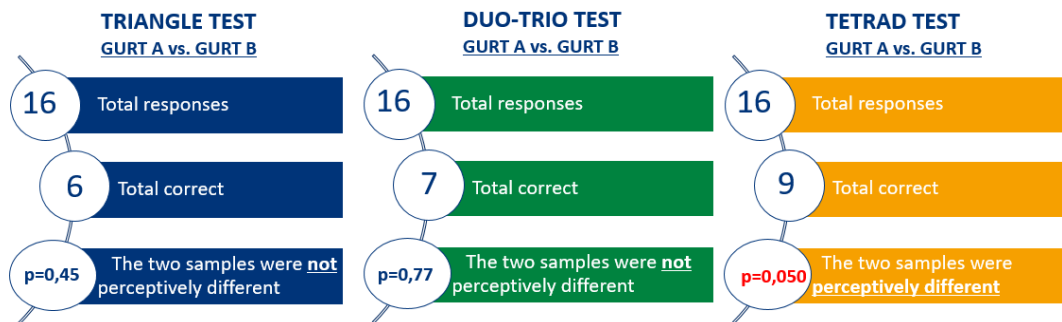 TRIANGLE TEST
GURT A vs. GURT B
16
Total responses
6
Total correct
p=0,45
The two samples were not
perceptively different
DUO-TRIO TEST
GURT A vs. GURT B
16
Total responses
7
Total correct
p=0,77
The two samples were not
perceptively different
TETRAD TEST
GURT A vs. GURT B
16
Total responses
9
Total correct
p=0,050
The two samples were
perceptively different